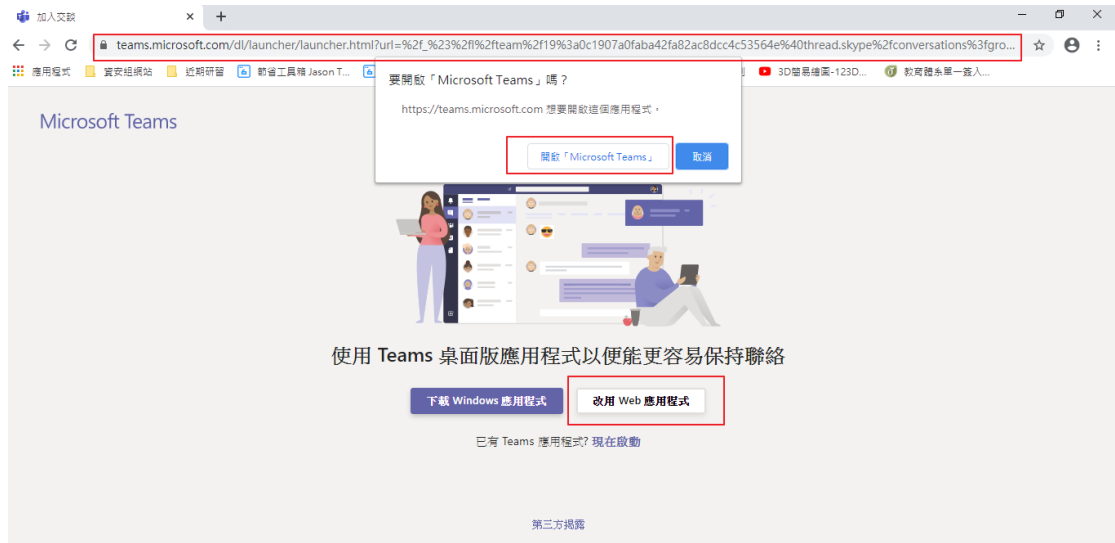 加入交談
teams.microsoft.com/dl/launcher/launcher.html?url=%2f_%23%2fl%2fteam%2f19%3a0c1907a0faba42fa82ac8dcc4c53564e%40thread.skype%2fconversations%3fgro...
應用程式 資安組網站 近期研習 節省工具箱 Jason T... 3D簡易繪圖-123D... 教育體系單一簽入...
要開啟「Microsoft Teams」嗎？
https://teams.microsoft.com 想要開啟這個應用程式。
開啟「Microsoft Teams」 取消
Microsoft Teams
使用 Teams 桌面版應用程式以便能更容易保持聯絡
下載 Windows 應用程式 改用 Web 應用程式
已有 Teams 應用程式? 現在啟動
第三方揭露